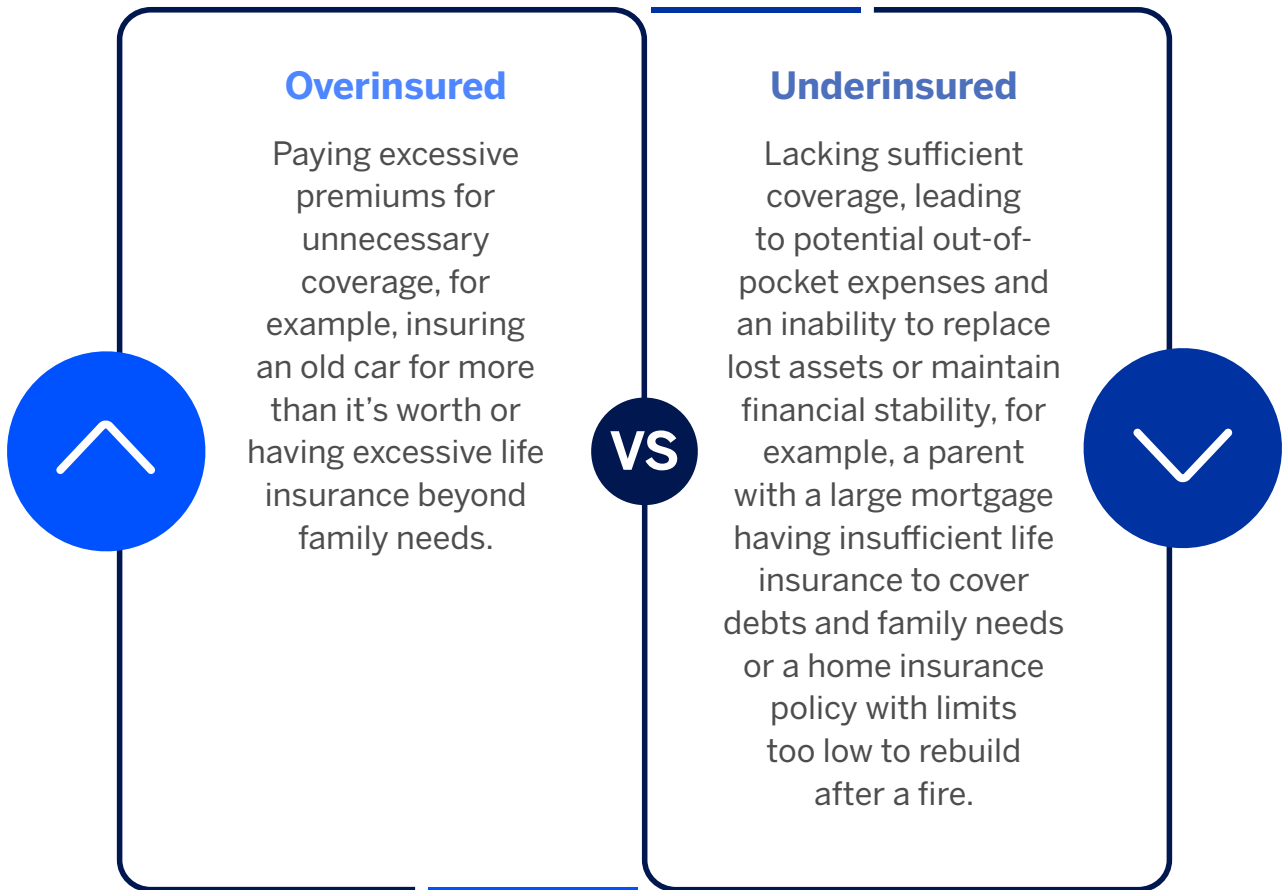 Overinsured
Paying excessive
premiums for
unnecessary
coverage, for
example, insuring
an old car for more
than it’s worth or
having excessive life
insurance beyond
family needs.
VS
Underinsured
Lacking sufficient
coverage, leading
to potential out-of-
pocket expenses and
an inability to replace
lost assets or maintain
financial stability, for
example, a parent
with a large mortgage
having insufficient life
insurance to cover
debts and family needs
or a home insurance
policy with limits
too low to rebuild
after a fire.